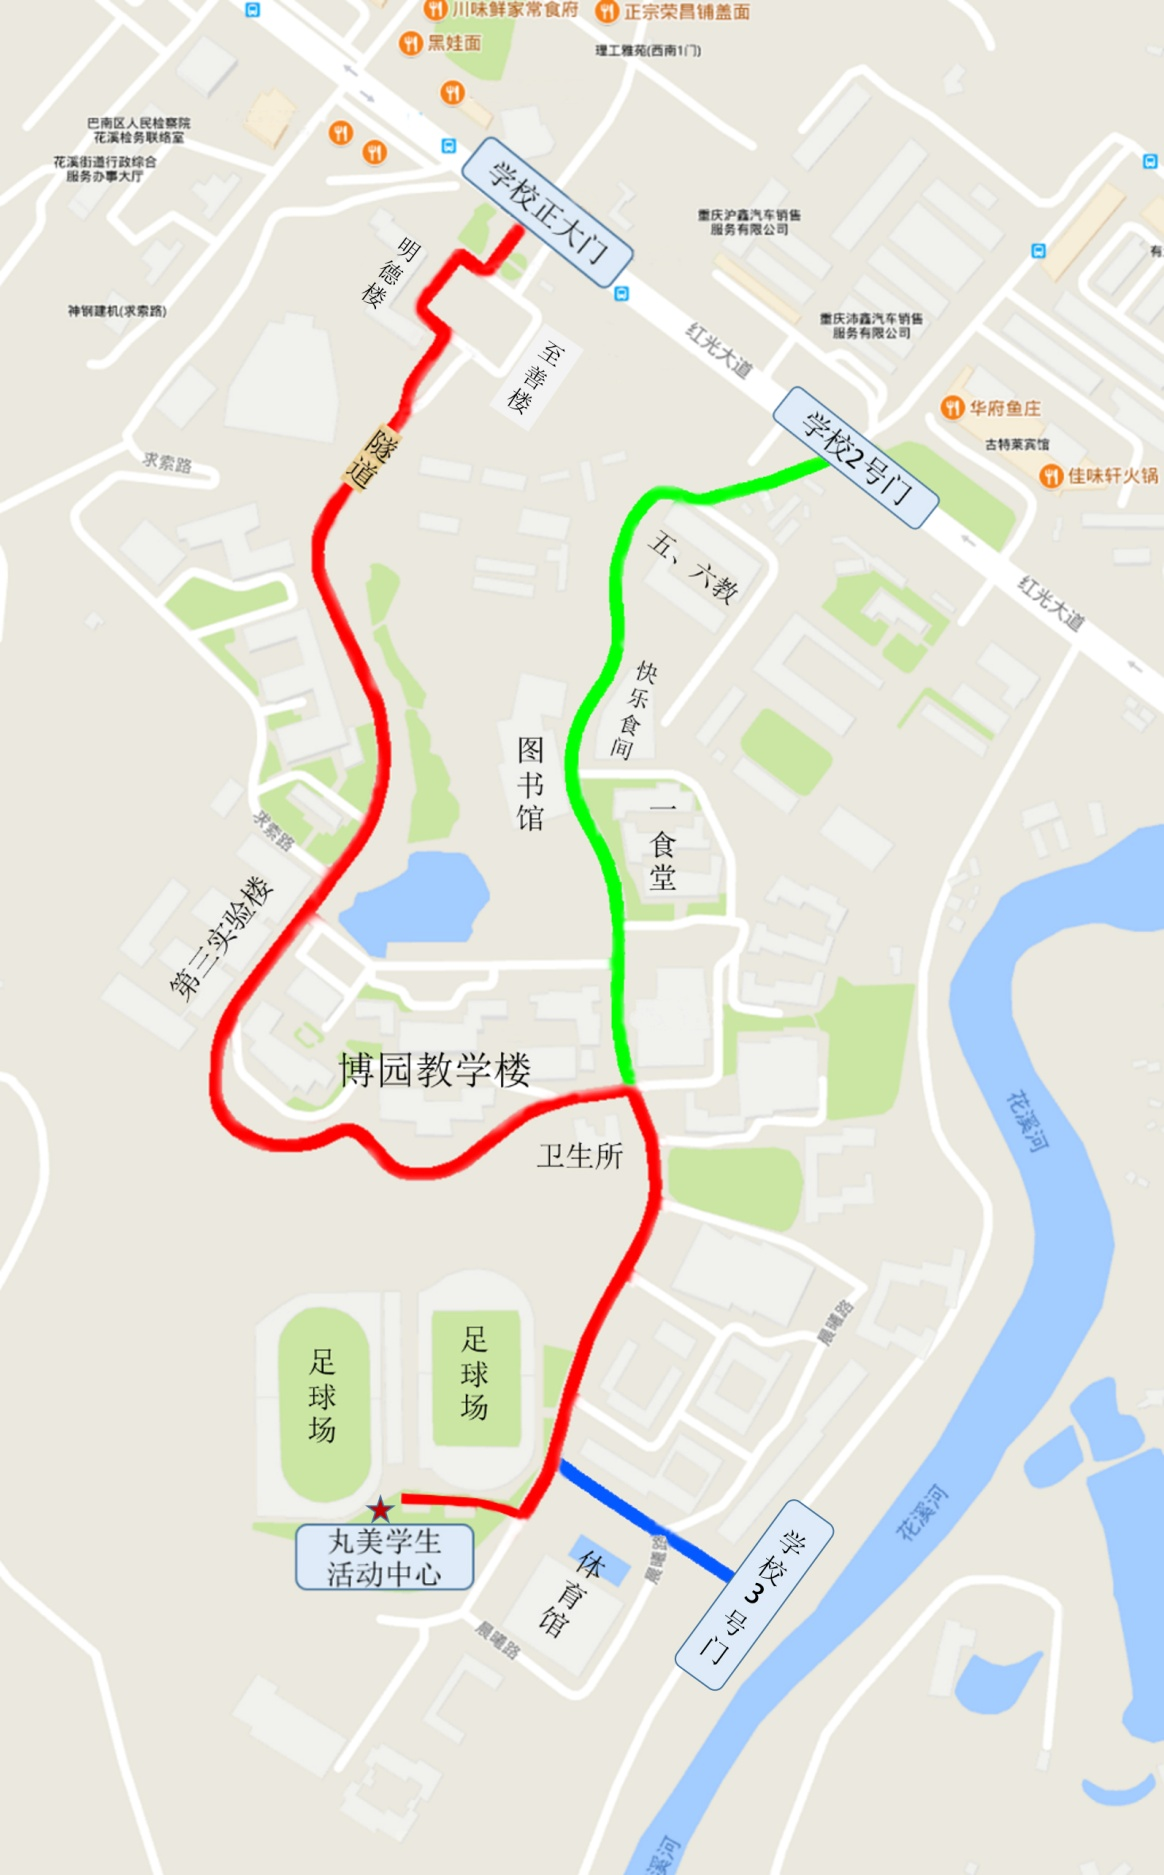 川味鲜家常食府
正宗荣昌铺盖面
黑娃面
理工雅苑(西南1门)
巴南区人民检察院
花溪检务联络室
花溪街道行政综合
服务办事大厅
学校正大门
重庆沪鑫汽车销售
服务有限公司
有
明德楼
神钢建机(求索路)
重庆沛鑫汽车销售
服务有限公司
红光大道
至善楼
华府鱼庄
古特莱宾馆
佳味轩火锅
学校2号门
隧道
求索路
五、六教
红光大道
快乐食间
图书馆
一食堂
求索路
第三实验楼
博园教学楼
卫生所
花溪河
晨曦路
足球场
足球场
花溪河
丸美学生
活动中心
体育馆
晨曦路
学校3号门
晨曦路
溪河